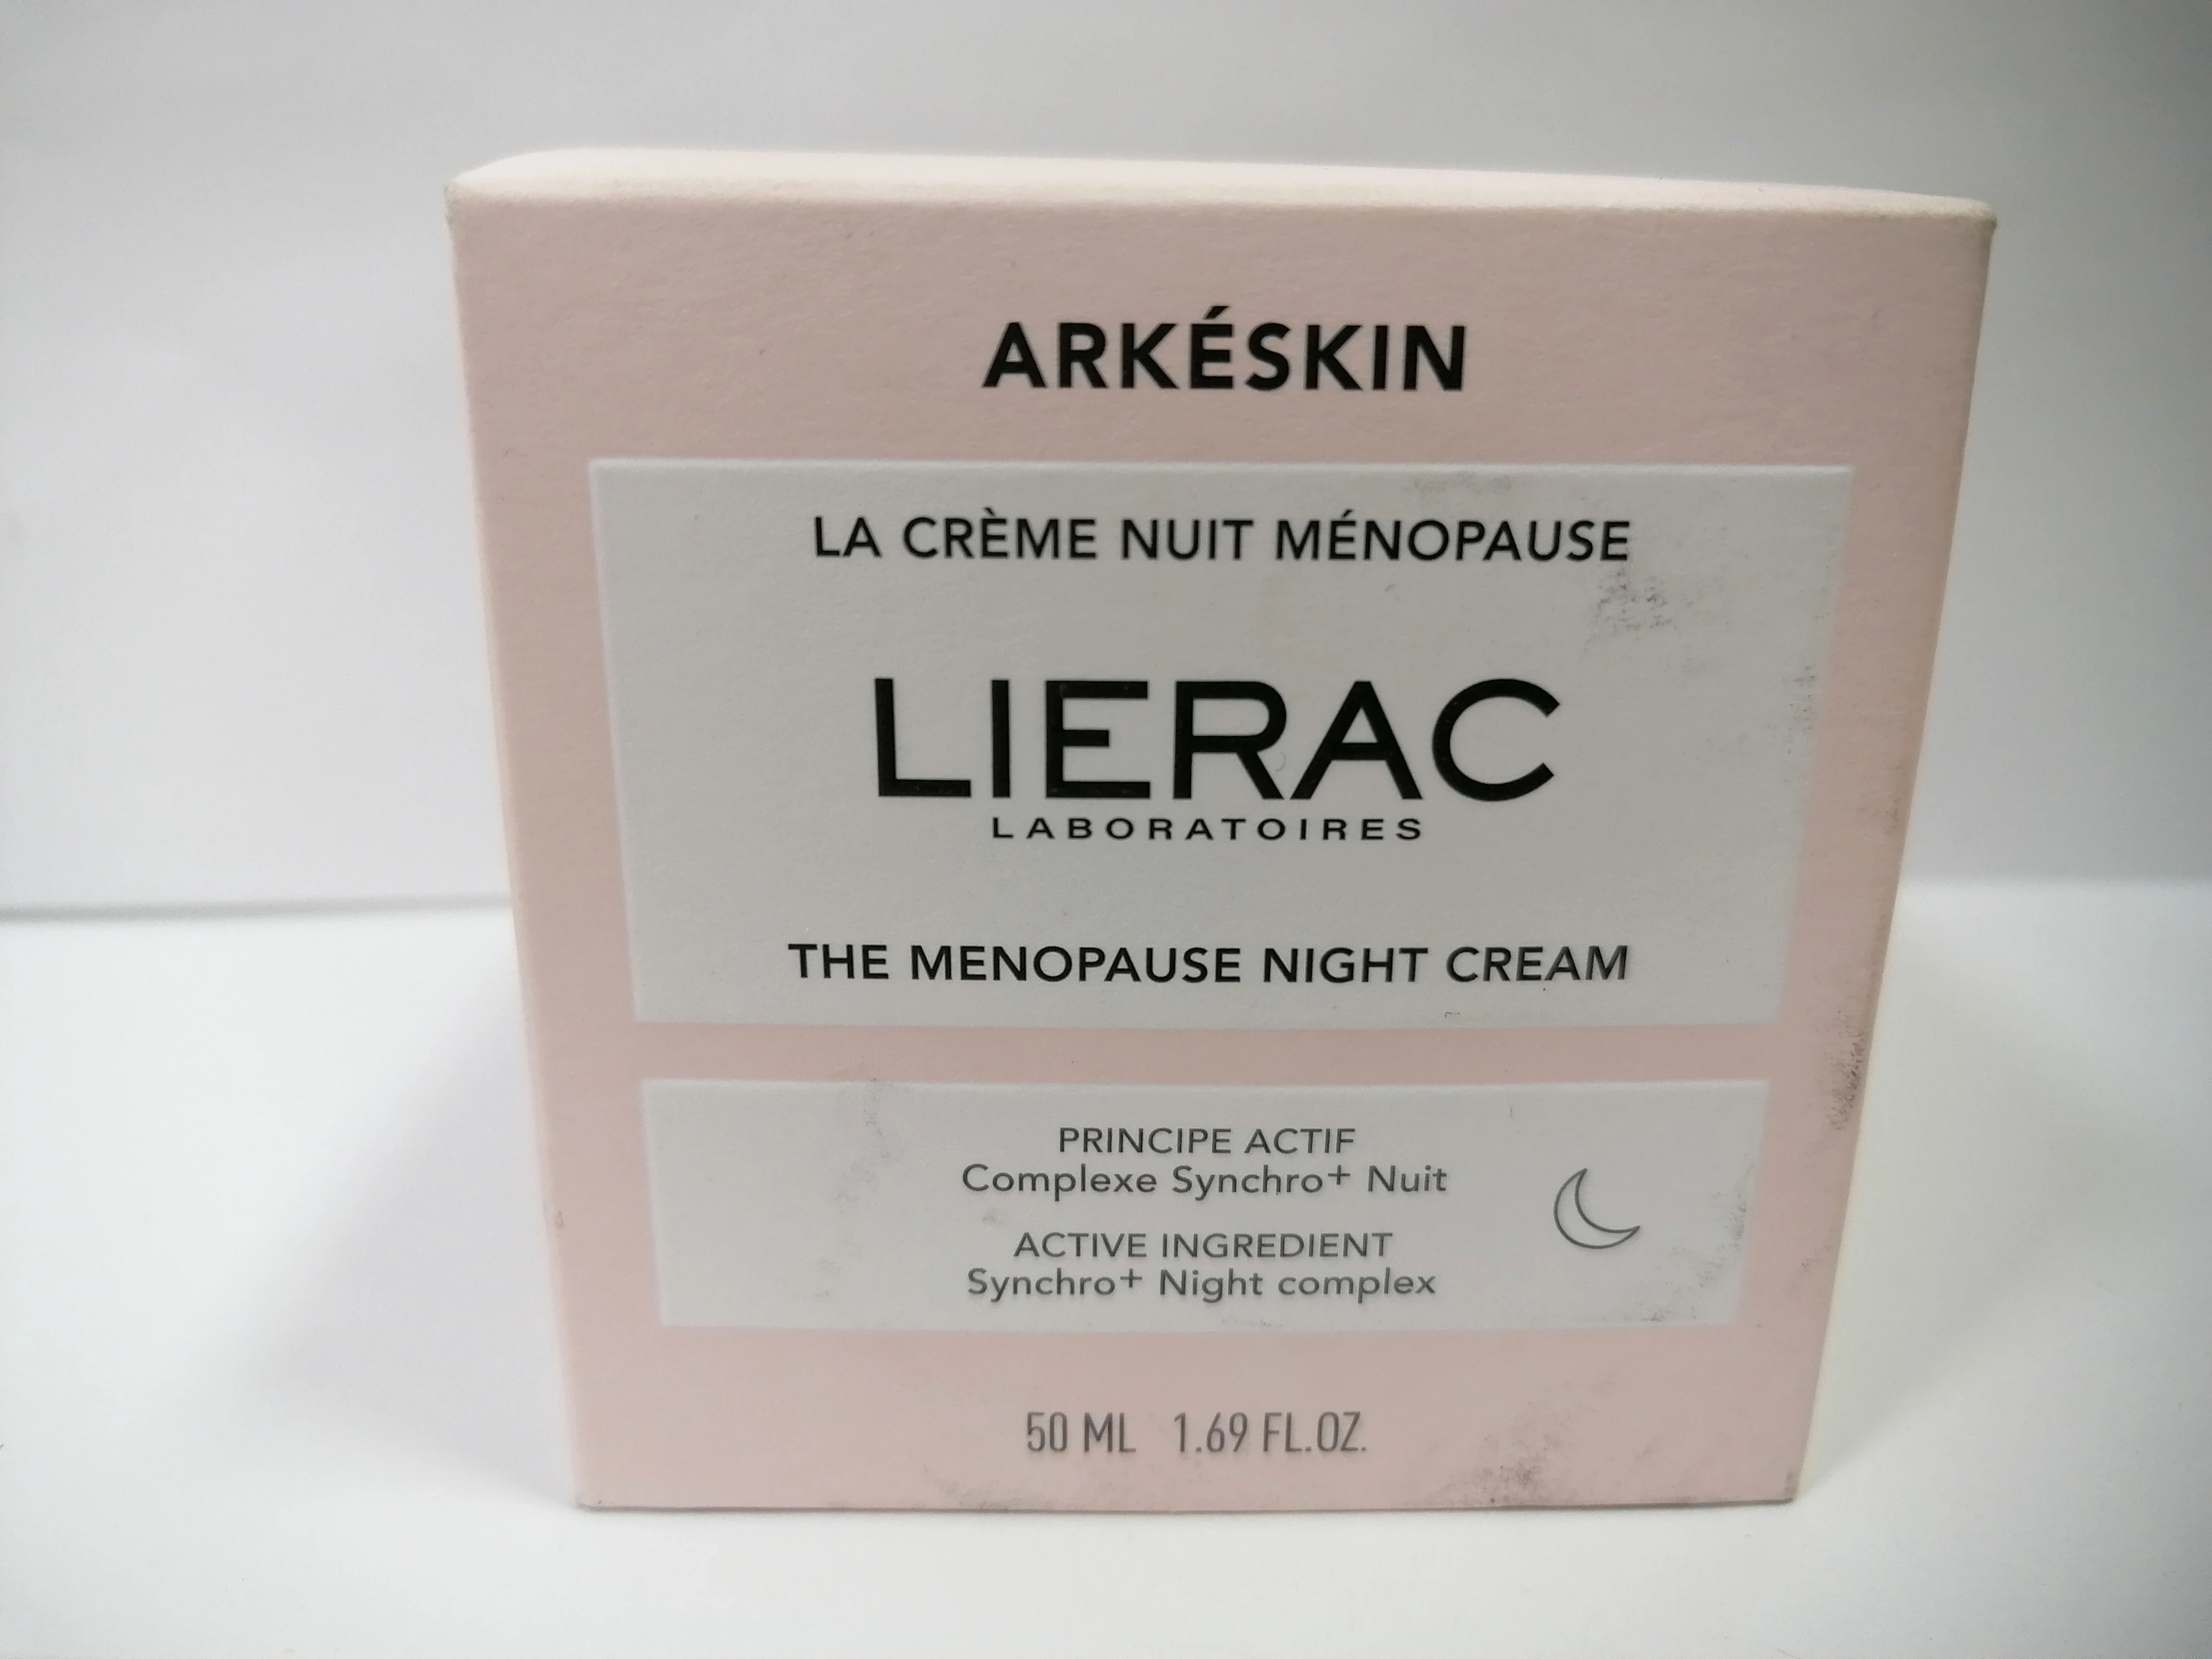 ARKÉSKIN
LA CRÈME NUIT MÉNOPAUSE
LIERAC
LABORATOIRES
THE MENOPAUSE NIGHT CREAM
PRINCIPE ACTIF
Complexe Synchro+ Nuit
ACTIVE INGREDIENT
Synchro+ Night complex
50 ML 1.69 FL.OZ.